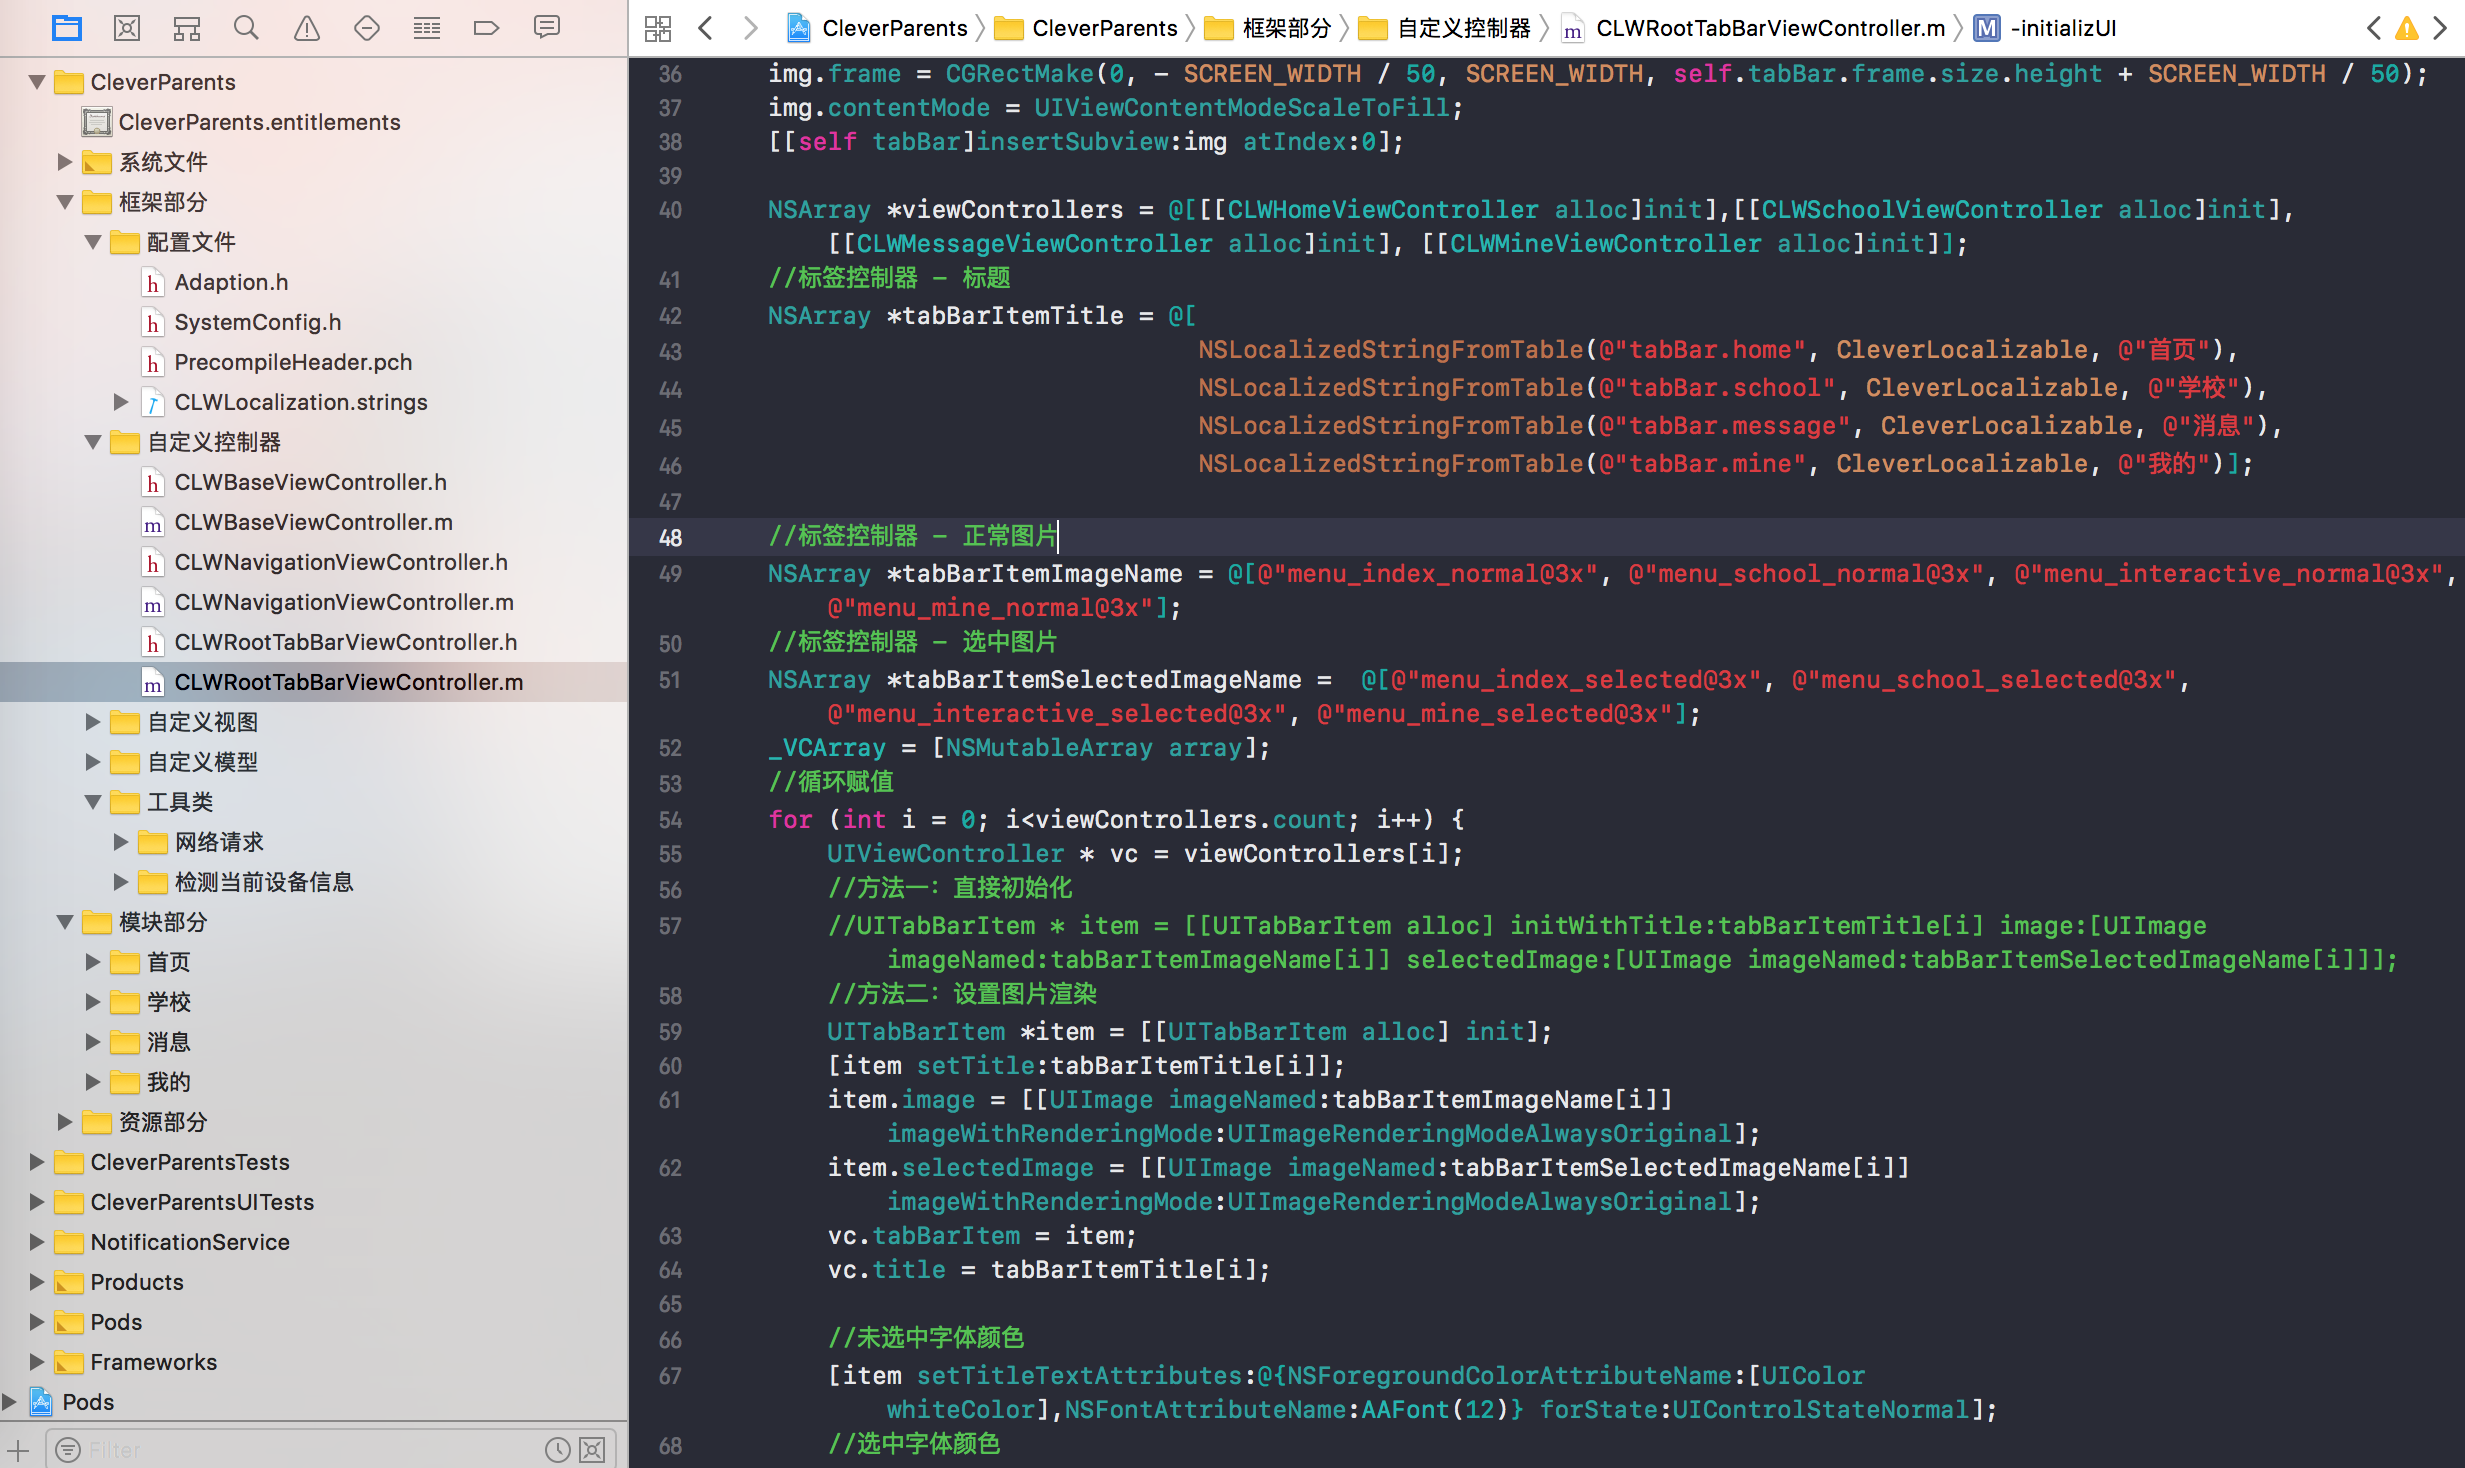 CleverParents
CleverParents.entitlements
系统文件
框架部分
配置文件
h Adaption.h
h SystemConfig.h
h PrecompileHeader.pch
CLWLocalization.strings
自定义控制器
h CLWBaseViewController.h
m CLWBaseViewController.m
h CLWNavigationViewController.h
m CLWNavigationViewController.m
h CLWRootTabBarViewController.h
m CLWRootTabBarViewController.m
自定义视图
自定义模型
工具类
网络请求
检测当前设备信息
模块部分
首页
学校
消息
我的
资源部分
CleverParentsTests
CleverParentsUITests
NotificationService
Products
Pods
Frameworks
Pods
Filter
CleverParents CleverParents 框架部分 自定义控制器 m CLWRootTabBarViewController.m M -initializUI
36 img.frame = CGRectMake(0, - SCREEN_WIDTH / 50, SCREEN_WIDTH, self.tabBar.frame.size.height + SCREEN_WIDTH / 50);
37 img.contentMode = UIViewContentModeScaleToFill;
38 [[self tabBar]insertSubview:img atIndex:0];
39
40 NSArray *viewControllers = @[[[CLWHomeViewController alloc]init],[[CLWSchoolViewController alloc]init],
[[CLWMessageViewController alloc]init], [[CLWMineViewController alloc]init]];
41 //标签控制器 - 标题
42 NSArray *tabBarItemTitle = @[
43 NSLocalizedStringFromTable(@"tabBar.home", CleverLocalizable, @"首页"),
44 NSLocalizedStringFromTable(@"tabBar.school", CleverLocalizable, @"学校"),
45 NSLocalizedStringFromTable(@"tabBar.message", CleverLocalizable, @"消息"),
46 NSLocalizedStringFromTable(@"tabBar.mine", CleverLocalizable, @"我的")];
47
48 //标签控制器 - 正常图片
49 NSArray *tabBarItemImageName = @[@"menu_index_normal@3x", @"menu_school_normal@3x", @"menu_interactive_normal@3x",
@"menu_mine_normal@3x"];
50 //标签控制器 - 选中图片
51 NSArray *tabBarItemSelectedImageName =  @[@"menu_index_selected@3x", @"menu_school_selected@3x",
@"menu_interactive_selected@3x", @"menu_mine_selected@3x"];
52 _VCArray = [NSMutableArray array];
53 //循环赋值
54 for (int i = 0; i<viewControllers.count; i++) {
55 UIViewController * vc = viewControllers[i];
56 //方法一：直接初始化
57 //UITabBarItem * item = [[UITabBarItem alloc] initWithTitle:tabBarItemTitle[i] image:[UIImage
imageNamed:tabBarItemImageName[i]] selectedImage:[UIImage imageNamed:tabBarItemSelectedImageName[i]]];
58 //方法二：设置图片渲染
59 UITabBarItem *item = [[UITabBarItem alloc] init];
60 [item setTitle:tabBarItemTitle[i]];
61 item.image = [[UIImage imageNamed:tabBarItemImageName[i]]
imageWithRenderingMode:UIImageRenderingModeAlwaysOriginal];
62 item.selectedImage = [[UIImage imageNamed:tabBarItemSelectedImageName[i]]
imageWithRenderingMode:UIImageRenderingModeAlwaysOriginal];
63 vc.tabBarItem = item;
64 vc.title = tabBarItemTitle[i];
65
66 //未选中字体颜色
67 [item setTitleTextAttributes:@{NSForegroundColorAttributeName:[UIColor
whiteColor],NSFontAttributeName:AAFont(12)} forState:UIControlStateNormal];
68 //选中字体颜色